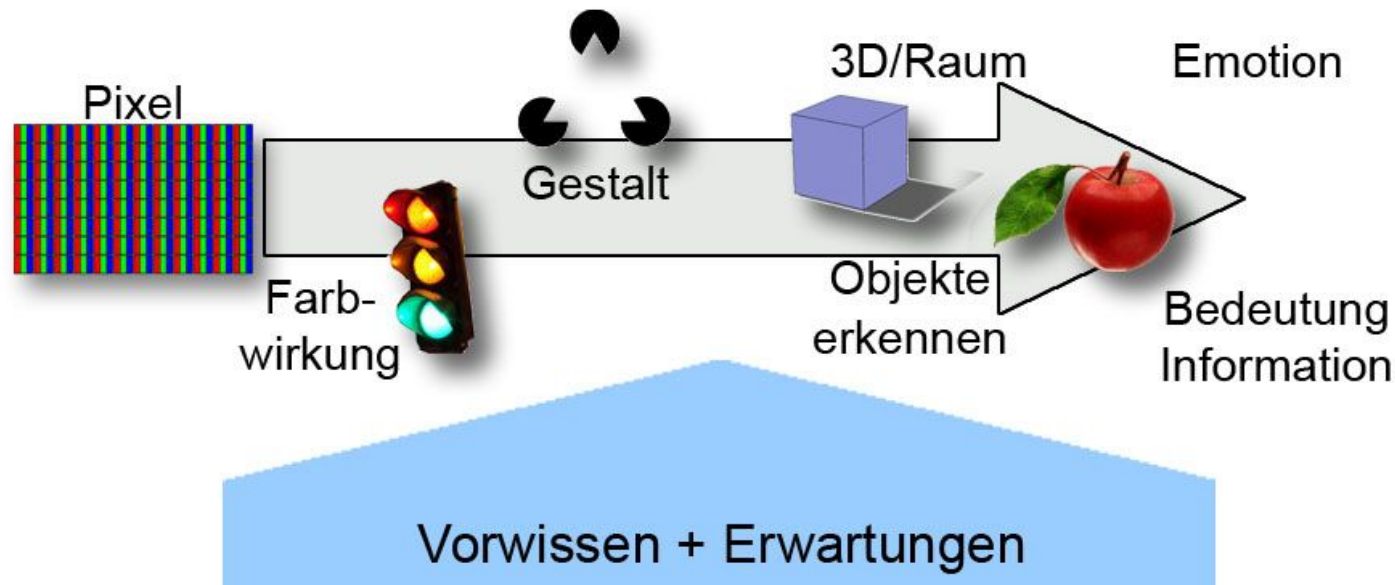 Pixel
Farb-
wirkung
Gestalt
3D/Raum
Objekte
erkennen
Emotion
Bedeutung
Information
Vorwissen + Erwartungen